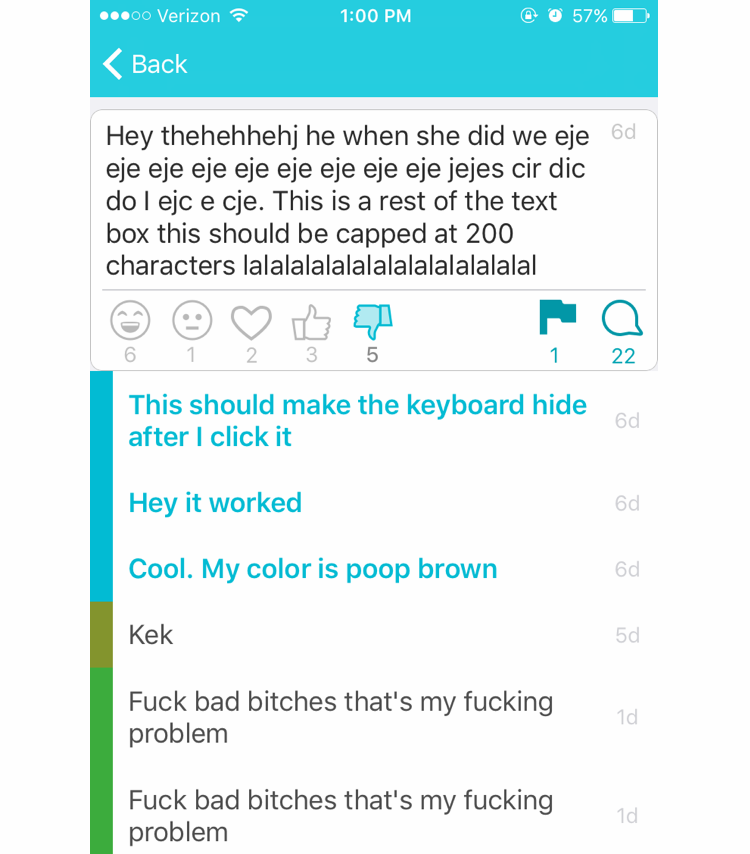 Verizon 1:00 PM 57%
Back
Hey thehehhehj he when she did we eje 6d
eje eje eje eje eje eje eje eje jejes cir dic
do I ejc e cje. This is a rest of the text
box this should be capped at 200
characters lalalalalalalalalalalalalalal
6 1 2 3 5 1 22
This should make the keyboard hide
after I click it 6d
Hey it worked 6d
Cool. My color is poop brown 6d
Kek 5d
Fuck bad bitches that's my fucking
problem 1d
Fuck bad bitches that's my fucking
problem 1d